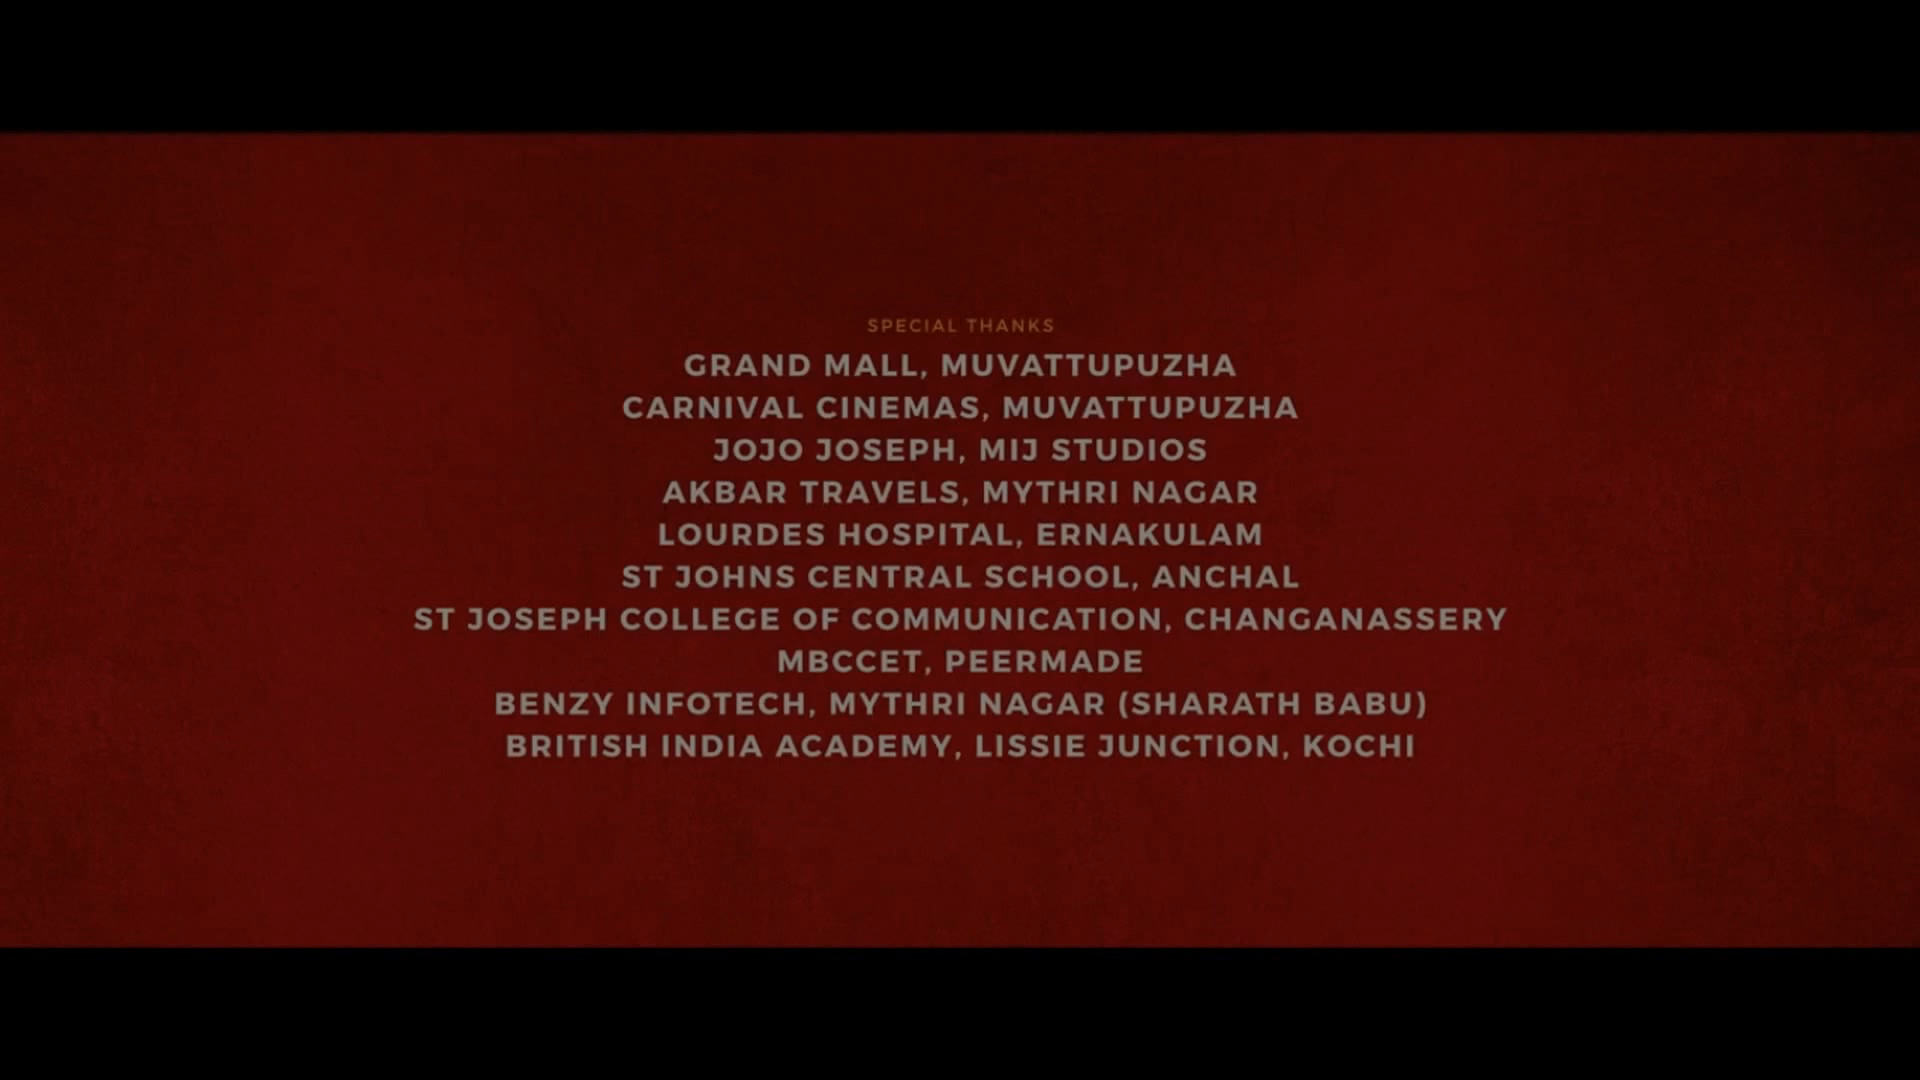 SPECIAL THANKS
GRAND MALL, MUVATTUPUZHA
CARNIVAL CINEMAS, MUVATTUPUZHA
JOJO JOSEPH, MIJ STUDIOS
AKBAR TRAVELS, MYTHRI NAGAR
LOURDES HOSPITAL, ERNAKULAM
ST JOHNS CENTRAL SCHOOL, ANCHAL
ST JOSEPH COLLEGE OF COMMUNICATION, CHANGANASSERY
MBCCET, PEERMADE
BENZY INFOTECH, MYTHRI NAGAR (SHARATH BABU)
BRITISH INDIA ACADEMY, LISSIE JUNCTION, KOCHI